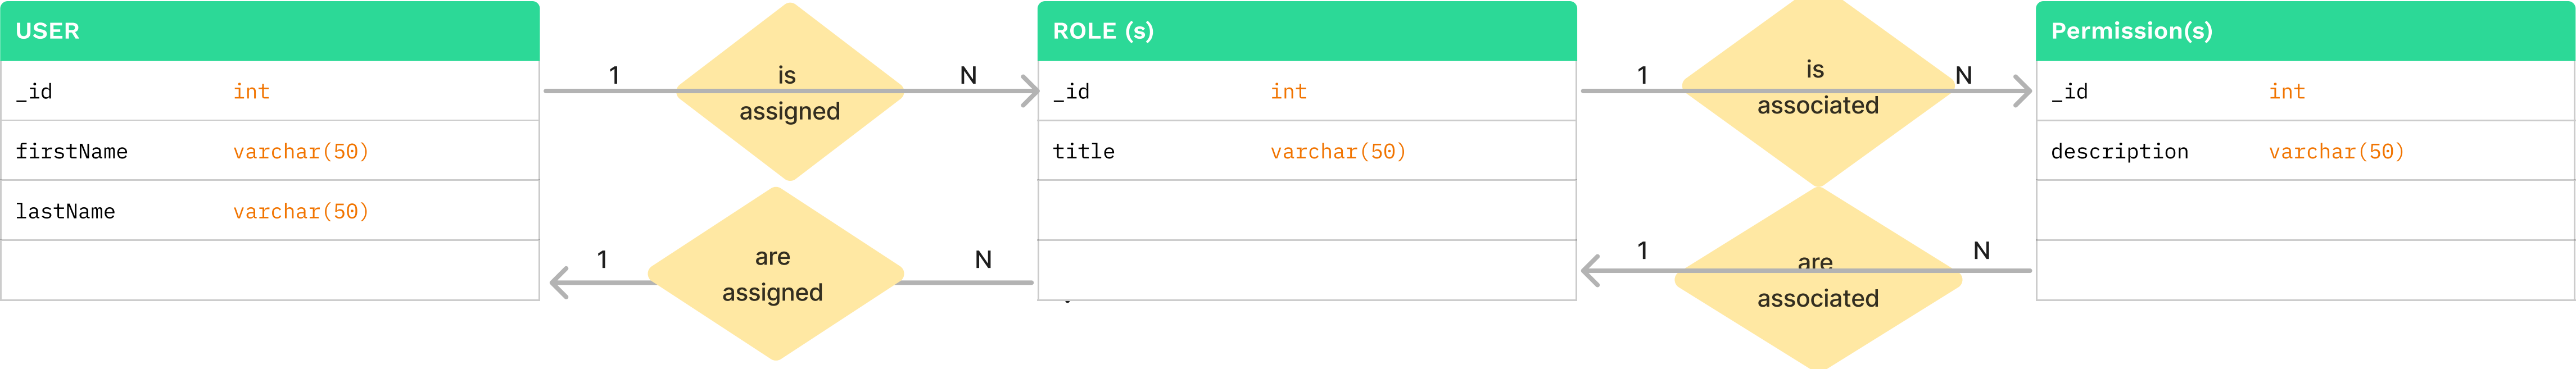 USER
_id int
firstName varchar(50)
lastName varchar(50)
1
is
assigned
N
1
are
assigned
N
ROLE (s)
_id int
title varchar(50)
1
is
associated
N
1
are
associated
N
Permission(s)
_id int
description varchar(50)